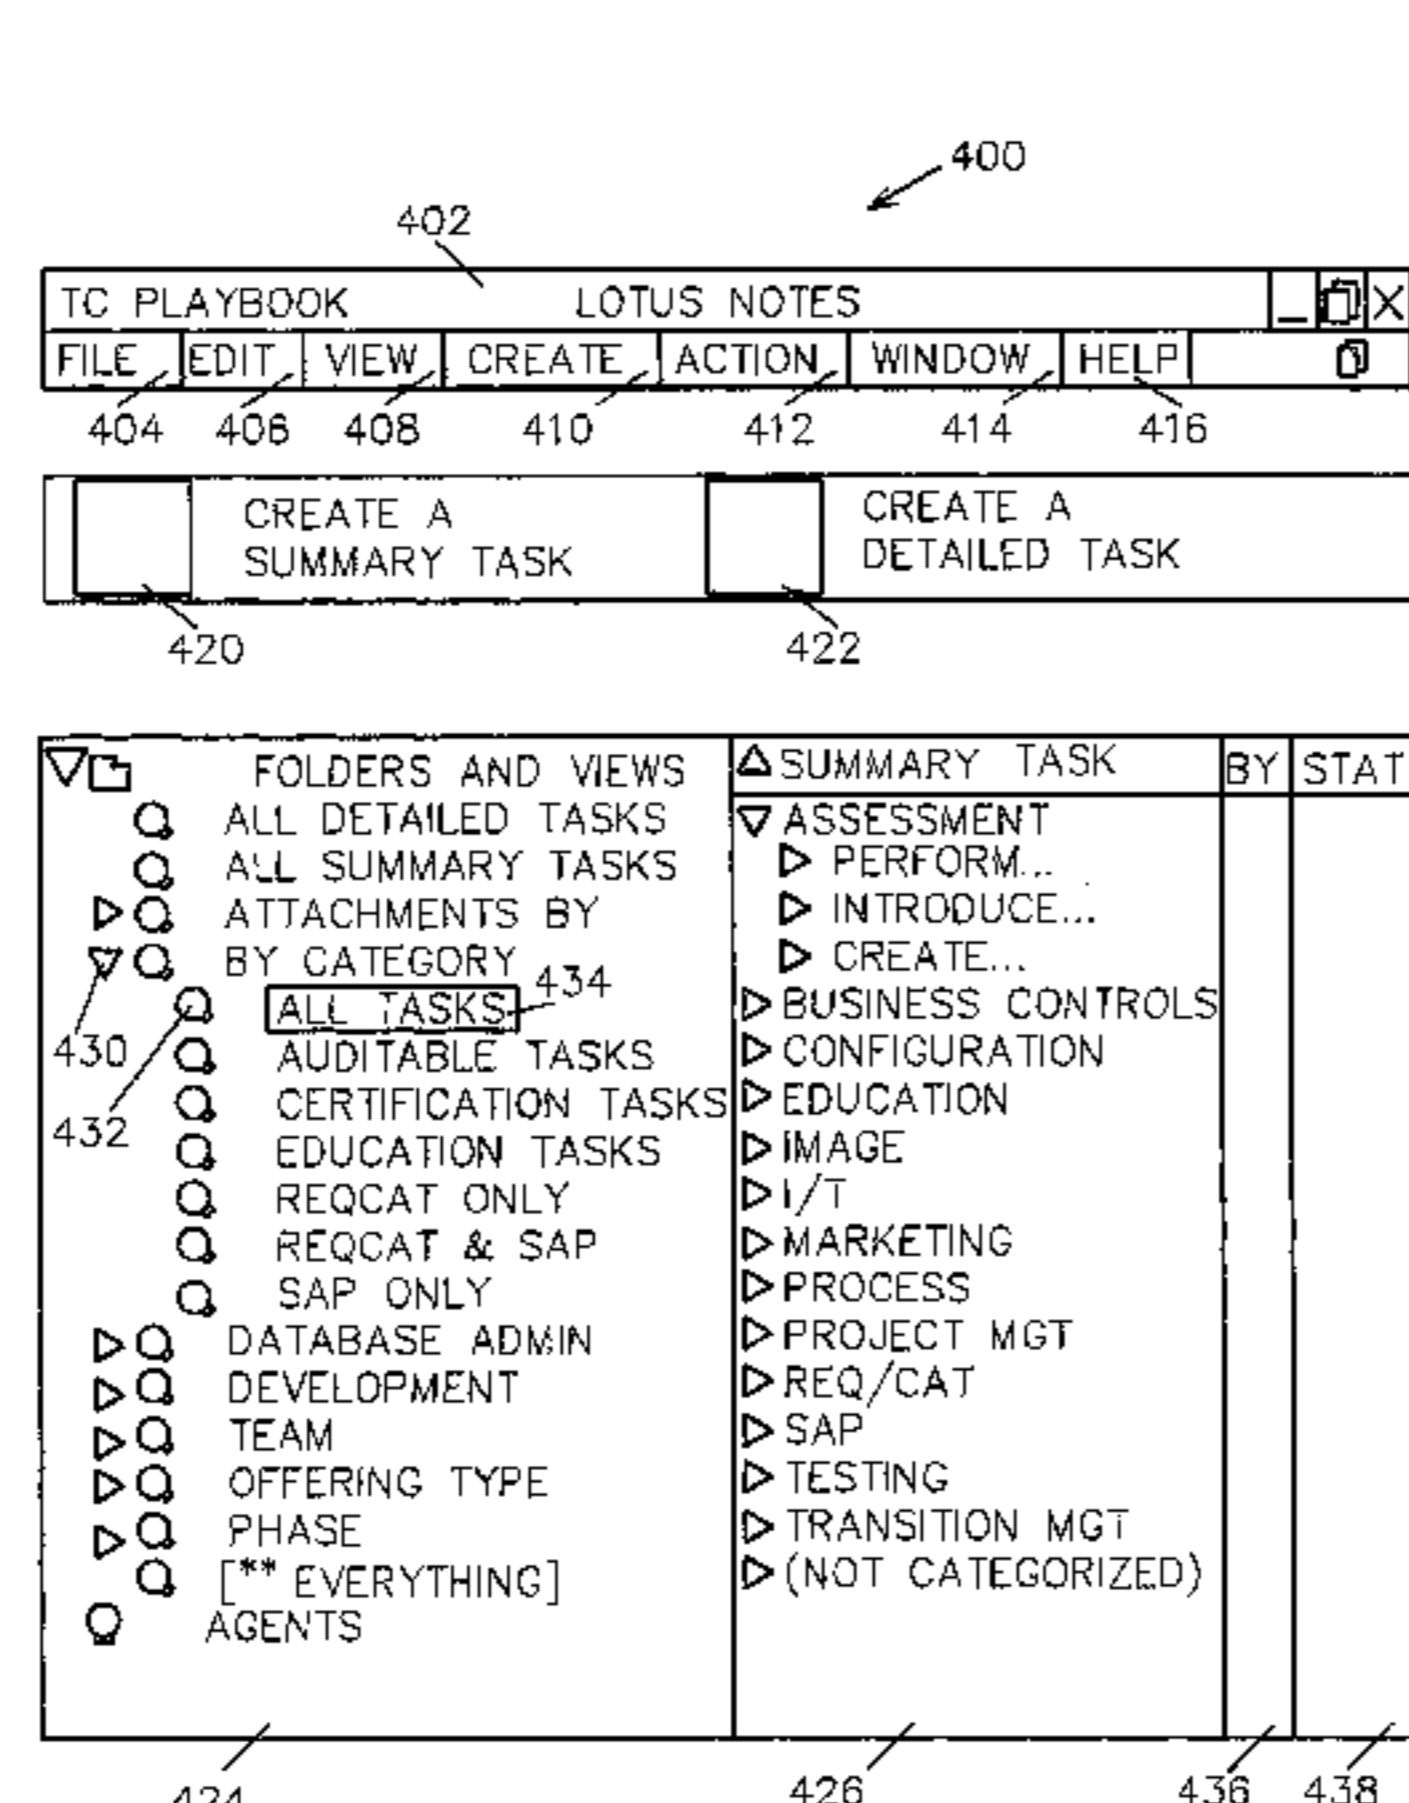 400
402
TC PLAYBOOK LOTUS NOTES
FILE EDIT VIEW CREATE ACTION WINDOW HELP
404 406 408 410 412 414 416
CREATE A
SUMMARY TASK
CREATE A
DETAILED TASK
420 422
FOLDERS AND VIEWS
ALL DETAILED TASKS
ALL SUMMARY TASKS
ATTACHMENTS BY
BY CATEGORY
434
ALL TASKS
430
AUDITABLE TASKS
CERTIFICATION TASKS
432
EDUCATION TASKS
REQCAT ONLY
REQCAT & SAP
SAP ONLY
DATABASE ADMIN
DEVELOPMENT
TEAM
OFFERING TYPE
PHASE
[** EVERYTHING]
AGENTS
SUMMARY TASK BY STAT
ASSESSMENT
PERFORM...
INTRODUCE...
CREATE...
BUSINESS CONTROLS
CONFIGURATION
EDUCATION
IMAGE
I/T
MARKETING
PROCESS
PROJECT MGT
REQ/CAT
SAP
TESTING
TRANSITION MGT
(NOT CATEGORIZED)
424 426 436 438